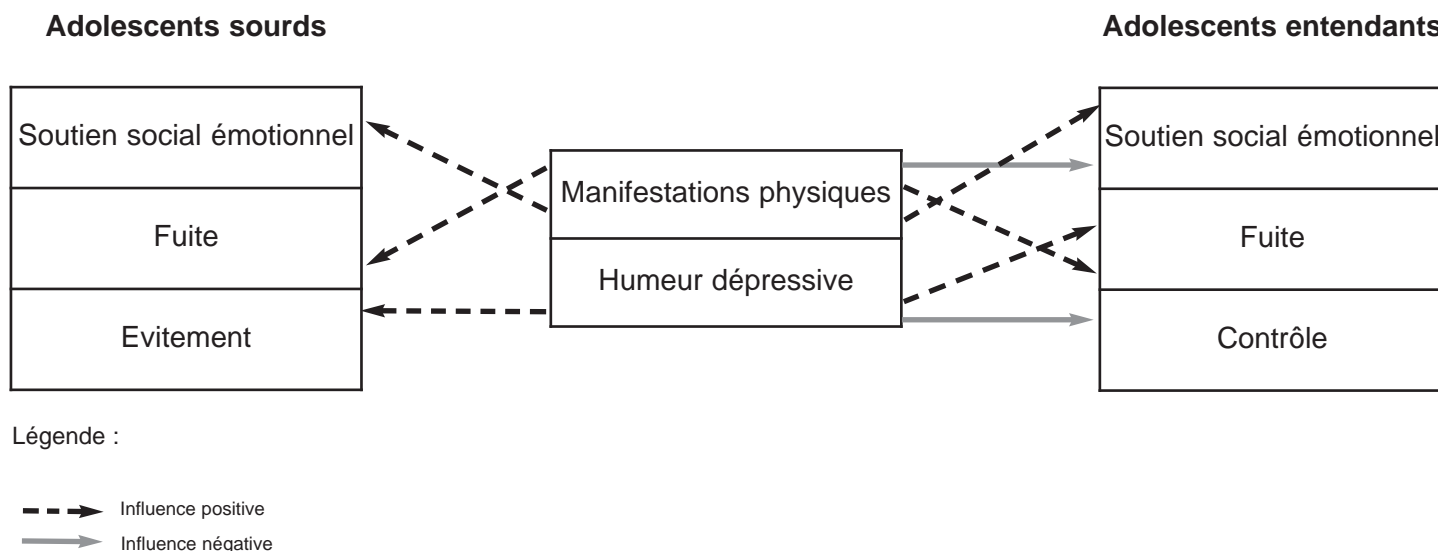 Adolescents sourds
Adolescents entendants
Soutien social émotionnel
Fuite
Evitement
Manifestations physiques
Humeur dépressive
Soutien social émotionnel
Fuite
Contrôle
Légende :
Influence positive
Influence négative